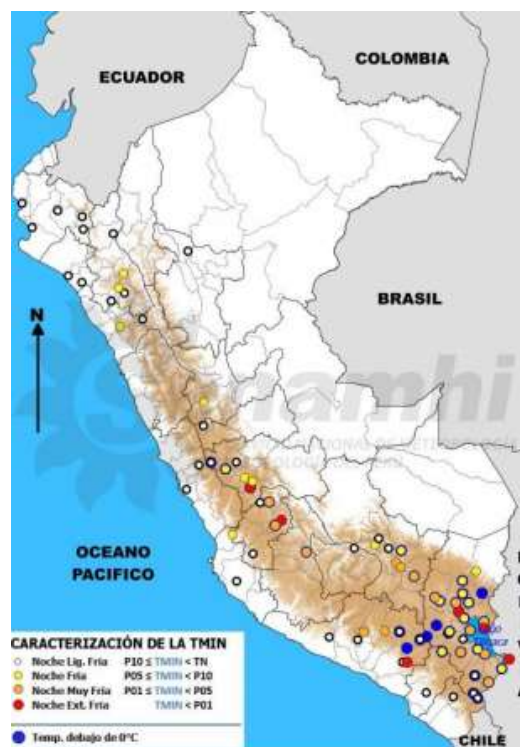 COLOMBIA
ECUADOR
BRASIL
N
OCEANO
PACIFICO
CARACTERIZACIÓN DE LA TMIN
Noche Lig. Fría P10 ≤ TMIN < TN
Noche Fría P05 ≤ TMIN < P10
Noche Muy Fría P01 ≤ TMIN < P05
Noche Ext. Fría TMIN < P01
Temp. debajo de 0°C
CHILE